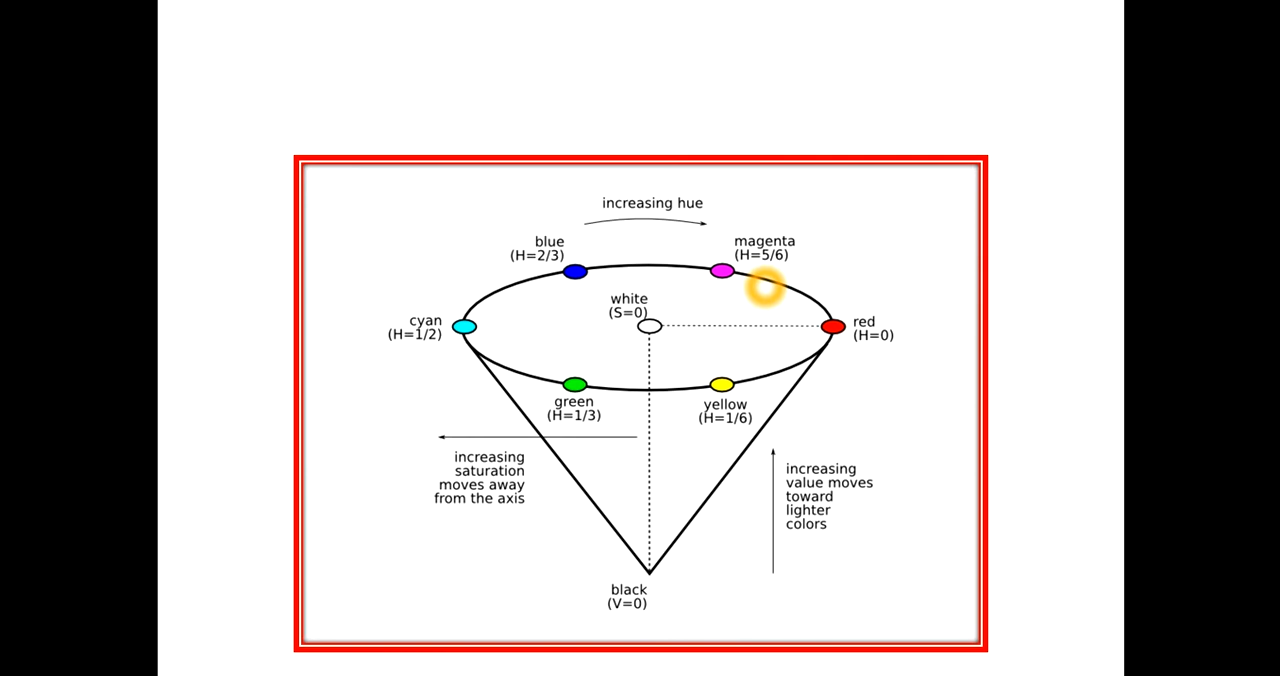 increasing hue
blue
(H=2/3)
magenta
(H=5/6)
white
(S=0)
cyan
(H=1/2)
red
(H=0)
green
(H=1/3)
yellow
(H=1/6)
increasing
saturation
moves away
from the axis
increasing
value moves
toward
lighter
colors
black
(V=0)